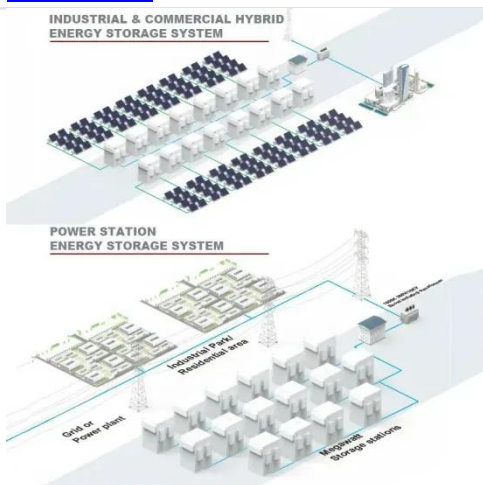 INDUSTRIAL & COMMERCIAL HYBRID
ENERGY STORAGE SYSTEM
POWER STATION
ENERGY STORAGE SYSTEM
Industrial Park/
Residential area
Grid or
Power plant
Megawatt
Storage stations